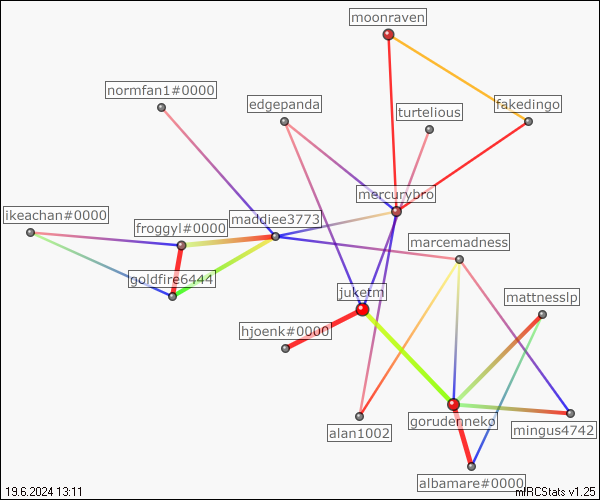 moonraven
normfan1#0000
edgepanda
fakedingo
turtelious
mercurybro
ikeachan#0000
maddiee3773
froggyl#0000
marcemadness
goldfire6444
juketm
mattnesslp
hjoenk#0000
gorudenneko
mingus4742
alan1002
albamare#0000
19.6.2024 13:11
mIRCStats v1.25